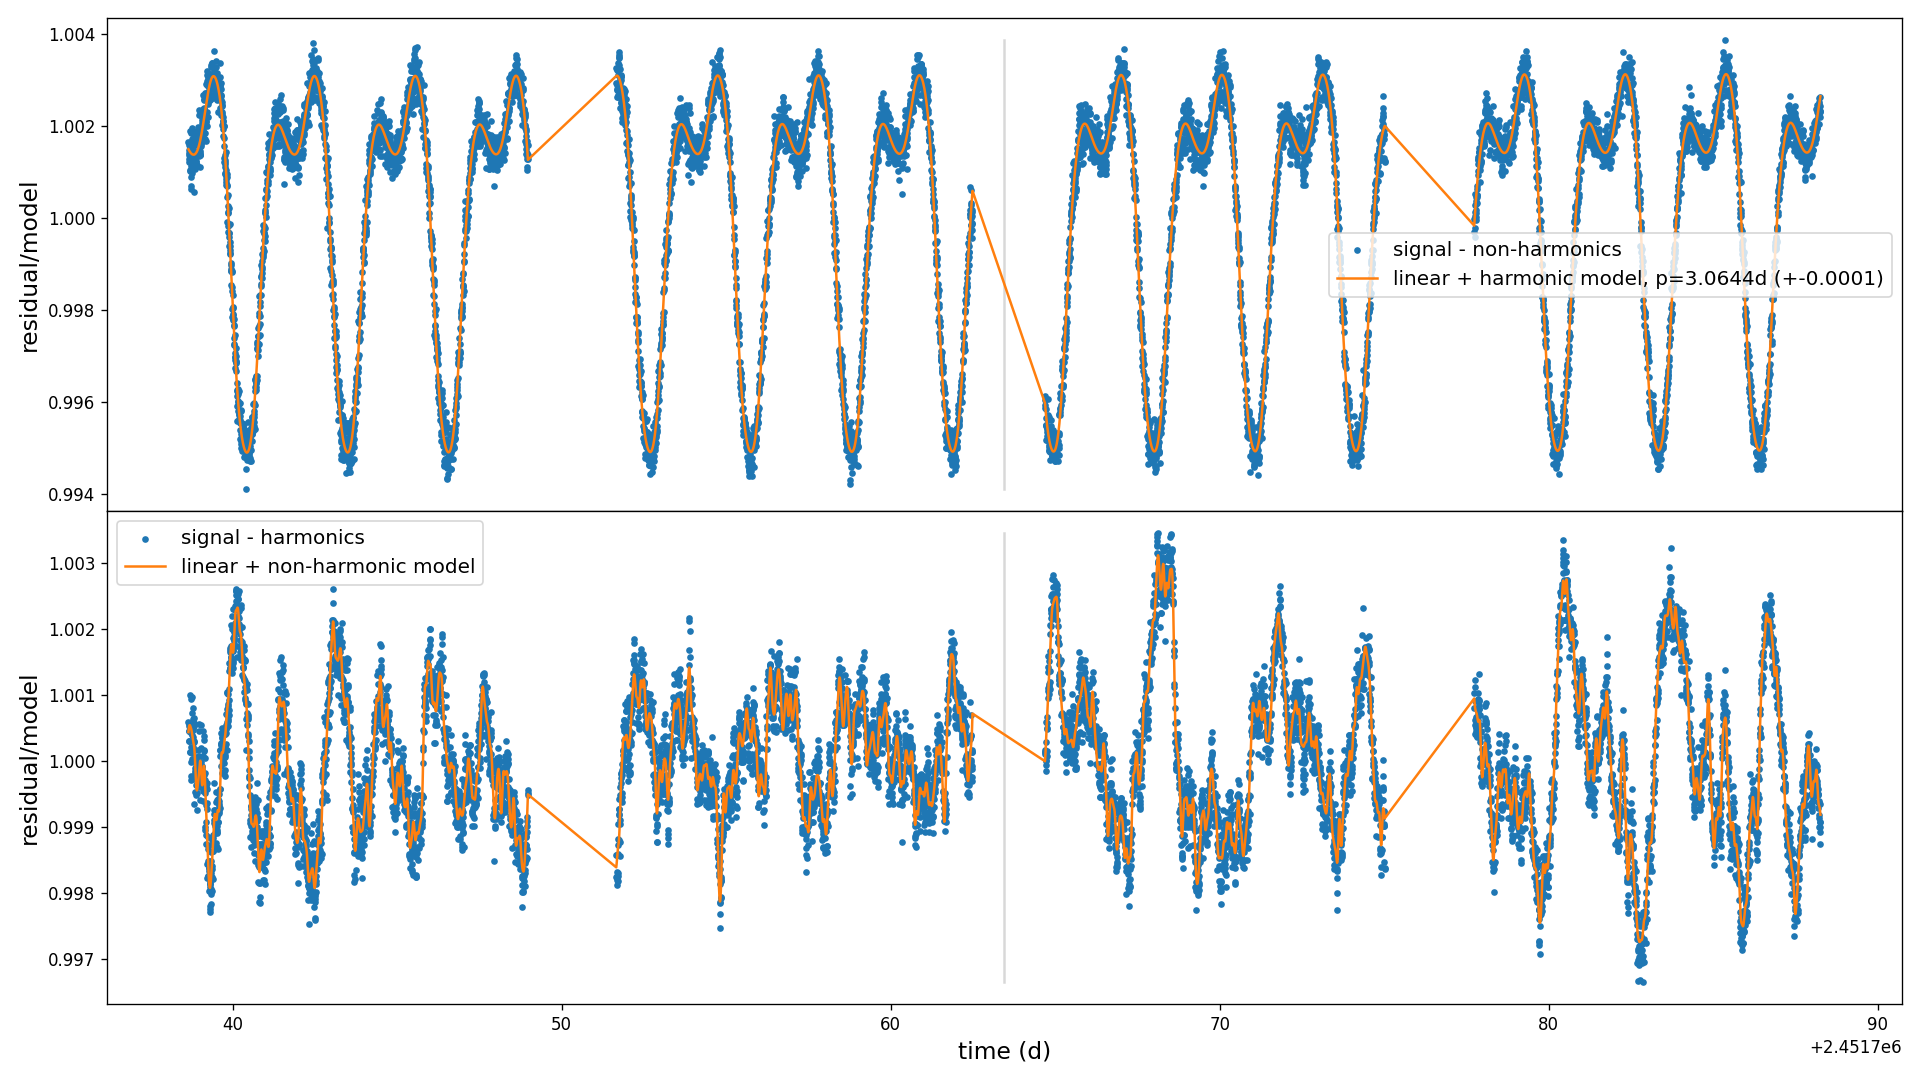 1.004
1.002
1.000
0.998
0.996
0.994
residual/model
signal - non-harmonics
linear + harmonic model, p=3.0644d (+-0.0001)
signal - harmonics
linear + non-harmonic model
1.003
1.002
1.001
1.000
0.999
0.998
0.997
residual/model
40 50 60 70 80 90
time (d)
+2.4517e6